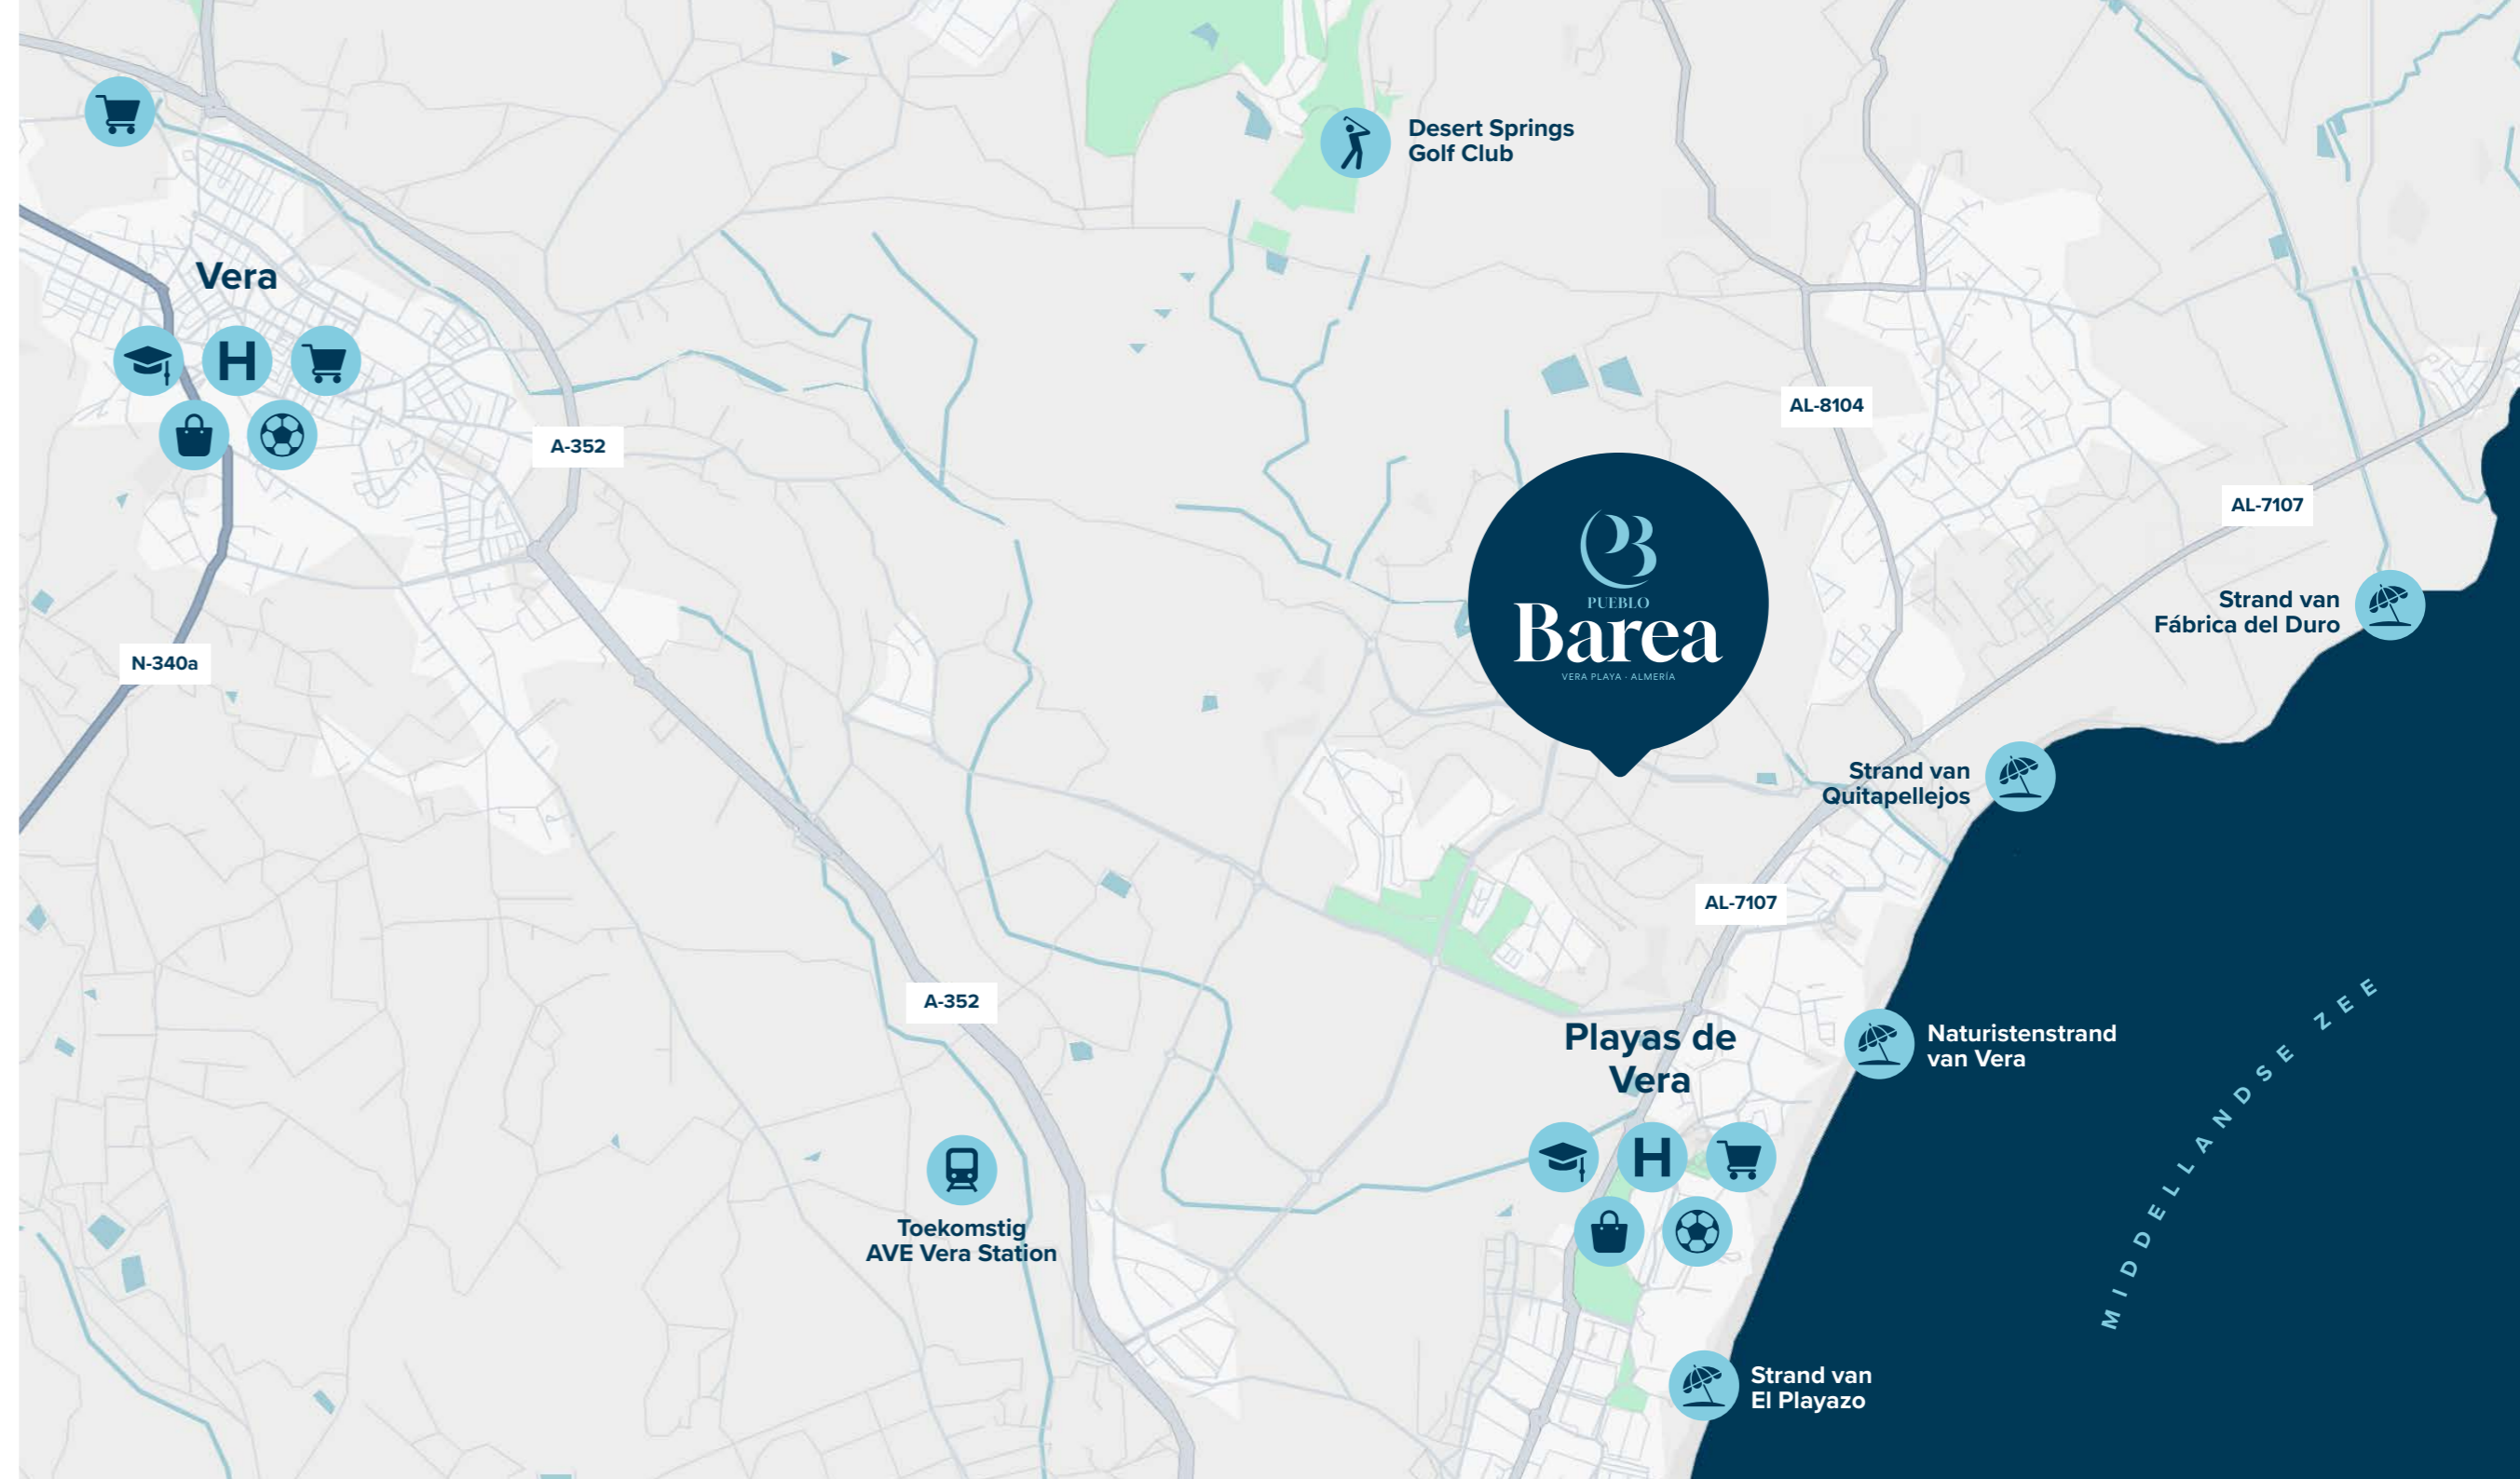 Desert Springs
Golf Club
Vera
H
AL-8104
A-352
AL-7107
PUEBLO
Barea
VERA PLAYA · ALMERÍA
Strand van
Fábrica del Duro
N-340a
Strand van
Quitapellejos
AL-7107
A-352
Playas de
Vera
Naturistenstrand
van Vera
MIDDELLANDSE ZEE
H
Toekomstig
AVE Vera Station
Strand van
El Playazo